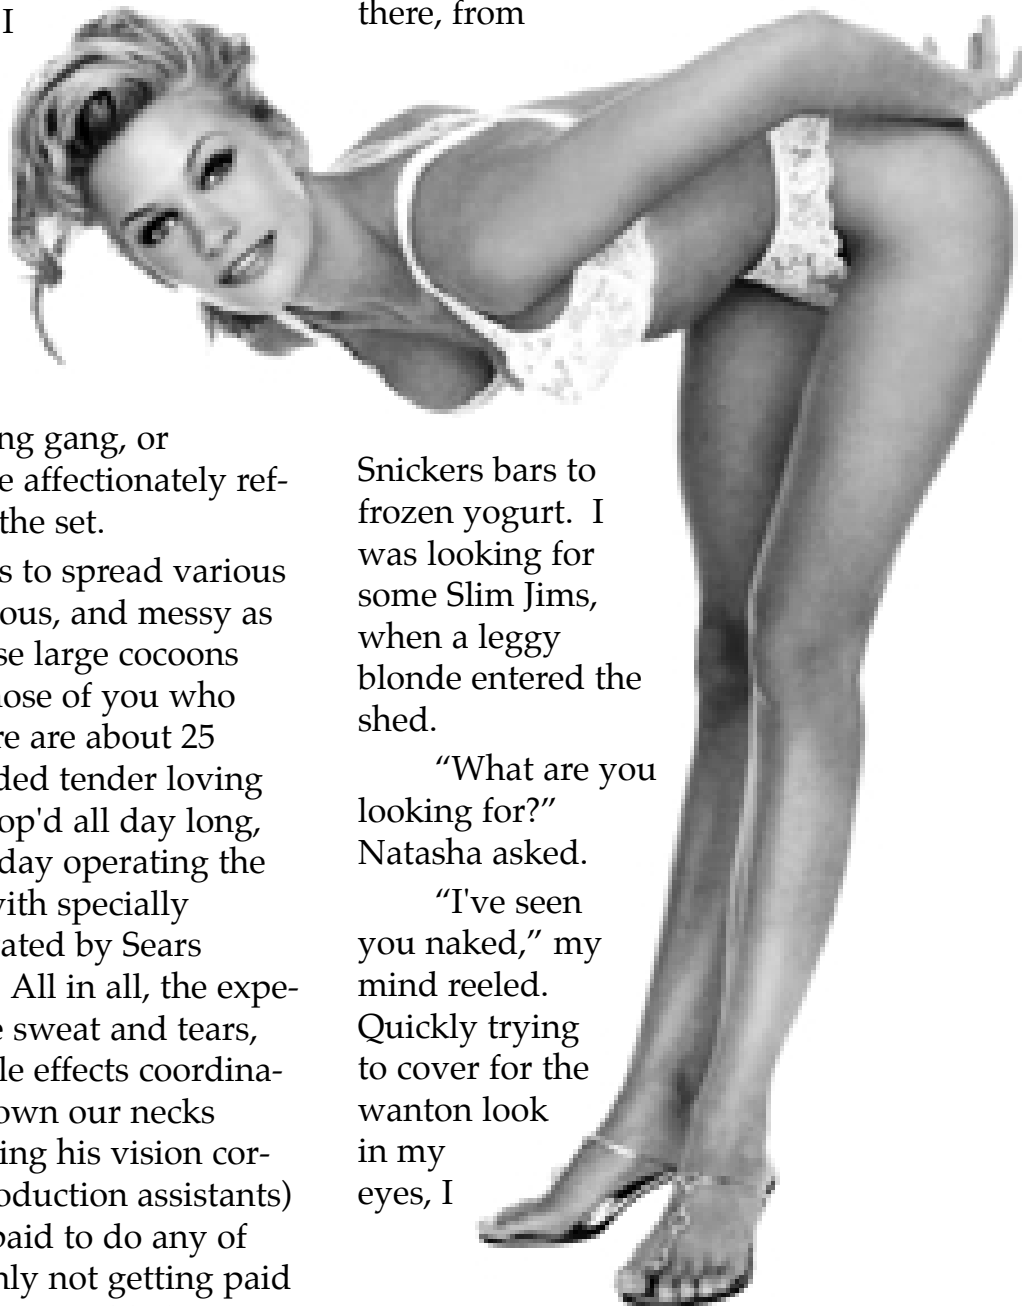 I
ng gang, or
e affectionately ref-
the set.
s to spread various
ous, and messy as
se large cocoons
hose of you who
re are about 25
ded tender loving
op'd all day long,
day operating the
with specially
ated by Sears
All in all, the expe-
e sweat and tears,
le effects coordina-
own our necks
ing his vision cor-
oduction assistants)
paid to do any of
nly not getting paid
there, from
Snickers bars to
frozen yogurt. I
was looking for
some Slim Jims,
when a leggy
blonde entered the
shed.
“What are you
looking for?”
Natasha asked.
“I've seen
you naked,” my
mind reeled.
Quickly trying
to cover for the
wanton look
in my
eyes, I